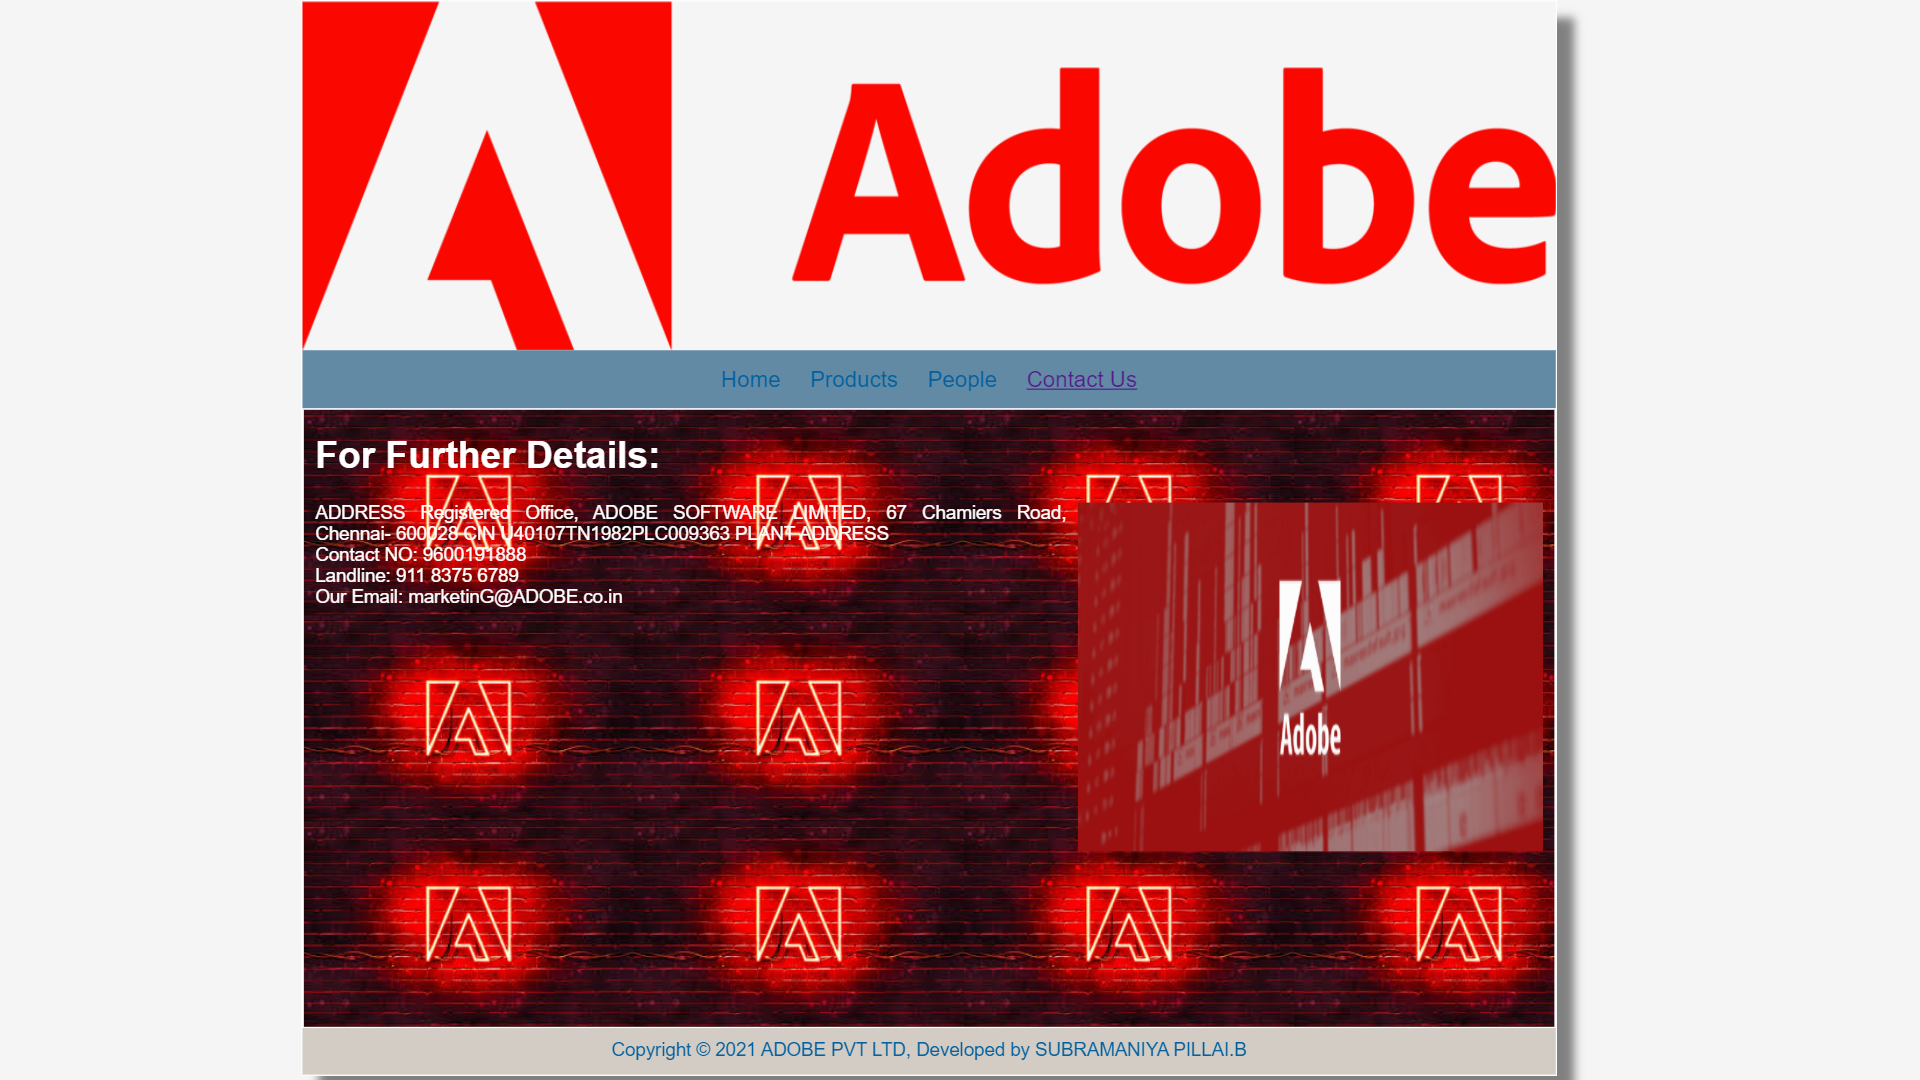 Adobe
Home Products People Contact Us
For Further Details:
ADDRESS Registered Office, ADOBE SOFTWARE LIMITED, 67 Chamiers Road,
Chennai- 600028 CIN U40107TN1982PLC009363 PLANT ADDRESS
Contact NO: 9600191888
Landline: 911 8375 6789
Our Email: marketinG@ADOBE.co.in
Adobe
Copyright © 2021 ADOBE PVT LTD, Developed by SUBRAMANIYA PILLAI.B